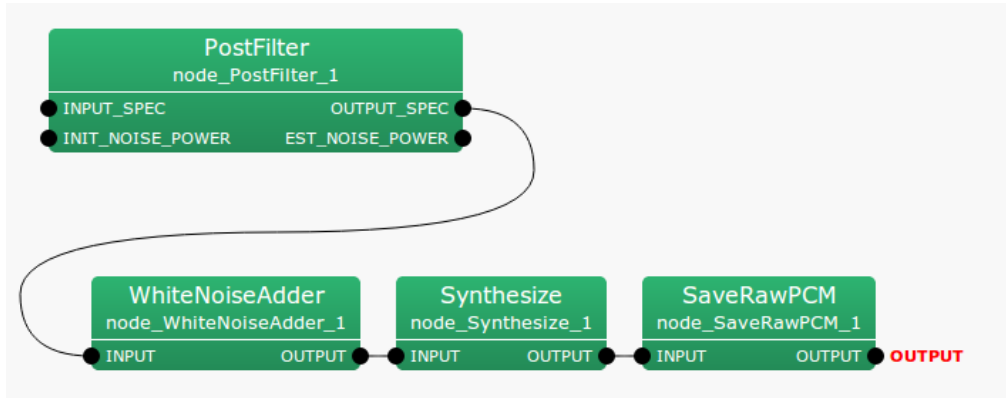 PostFilter
node_PostFilter_1
INPUT_SPEC OUTPUT_SPEC
INIT_NOISE_POWER EST_NOISE_POWER
WhiteNoiseAdder
node_WhiteNoiseAdder_1
INPUT OUTPUT
Synthesize
node_Synthesize_1
INPUT OUTPUT
SaveRawPCM
node_SaveRawPCM_1
INPUT OUTPUT
OUTPUT